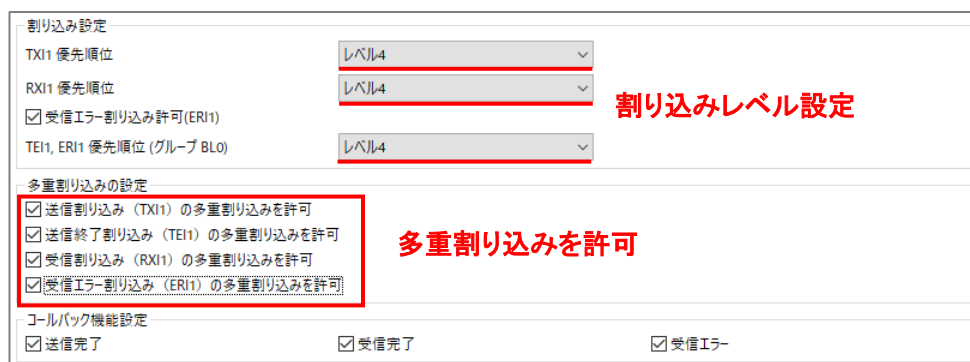 割り込み設定
TXI1 優先順位 レベル4
RXI1 優先順位 レベル4
割り込みレベル設定
受信エラー割り込み許可(ERI1)
TEI1, ERI1 優先順位 (グループ BL0) レベル4
多重割り込みの設定
送信割り込み（TXI1）の多重割り込みを許可
送信終了割り込み（TEI1）の多重割り込みを許可
多重割り込みを許可
受信割り込み（RXI1）の多重割り込みを許可
受信エラー割り込み（ERI1）の多重割り込みを許可
コールバック機能設定
送信完了 受信完了 受信エラー